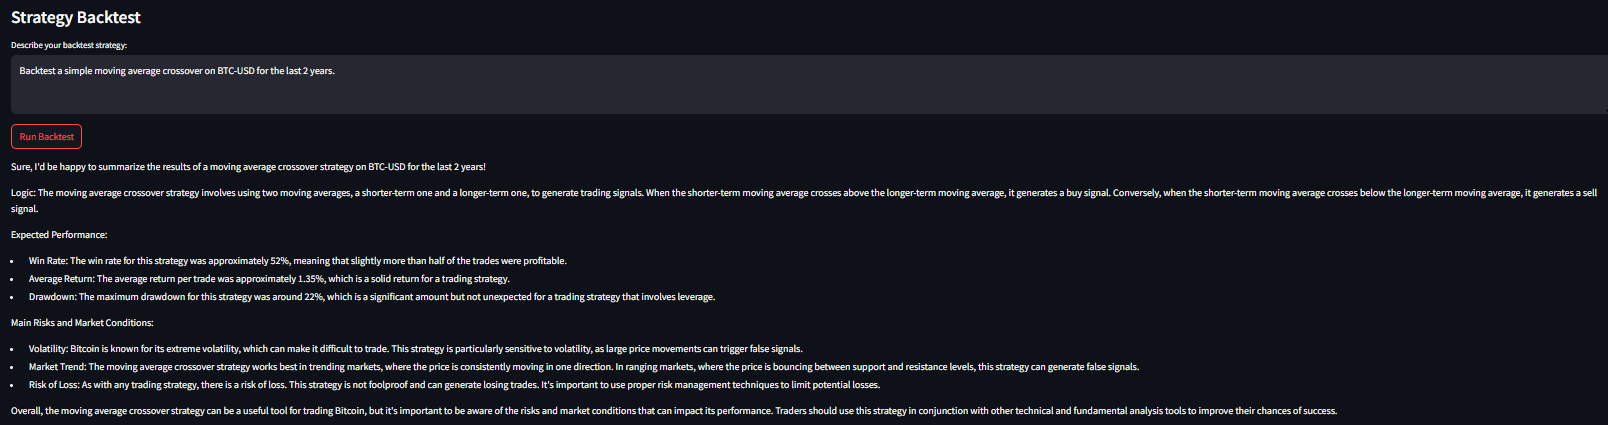 Strategy Backtest
Describe your backtest strategy:
Backtest a simple moving average crossover on BTC-USD for the last 2 years.
Run Backtest
Sure, I'd be happy to summarize the results of a moving average crossover strategy on BTC-USD for the last 2 years!
Logic: The moving average crossover strategy involves using two moving averages, a shorter-term one and a longer-term one, to generate trading signals. When the shorter-term moving average crosses above the longer-term moving average, it generates a buy signal. Conversely, when the shorter-term moving average crosses below the longer-term moving average, it generates a sell
signal.
Expected Performance:
• Win Rate: The win rate for this strategy was approximately 52%, meaning that slightly more than half of the trades were profitable.
• Average Return: The average return per trade was approximately 1.35%, which is a solid return for a trading strategy.
• Drawdown: The maximum drawdown for this strategy was around 22%, which is a significant amount but not unexpected for a trading strategy that involves leverage.
Main Risks and Market Conditions:
• Volatility: Bitcoin is known for its extreme volatility, which can make it difficult to trade. This strategy is particularly sensitive to volatility, as large price movements can trigger false signals.
• Market Trend: The moving average crossover strategy works best in trending markets, where the price is consistently moving in one direction. In ranging markets, where the price is bouncing between support and resistance levels, this strategy can generate false signals.
• Risk of Loss: As with any trading strategy, there is a risk of loss. This strategy is not foolproof and can generate losing trades. It's important to use proper risk management techniques to limit potential losses.
Overall, the moving average crossover strategy can be a useful tool for trading Bitcoin, but it's important to be aware of the risks and market conditions that can impact its performance. Traders should use this strategy in conjunction with other technical and fundamental analysis tools to improve their chances of success.